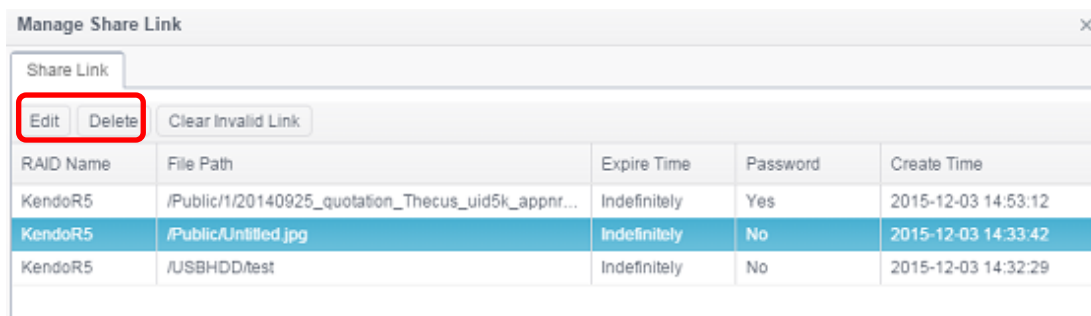 Manage Share Link
Share Link
Edit Delete Clear Invalid Link
RAID Name File Path Expire Time Password Create Time
KendoR5 /Public/1/20140925_quotation_Thecus_uid5k_appnr... Indefinitely Yes 2015-12-03 14:53:12
KendoR5 /Public/Untitled.jpg Indefinitely No 2015-12-03 14:33:42
KendoR5 /USBHDD/test Indefinitely No 2015-12-03 14:32:29